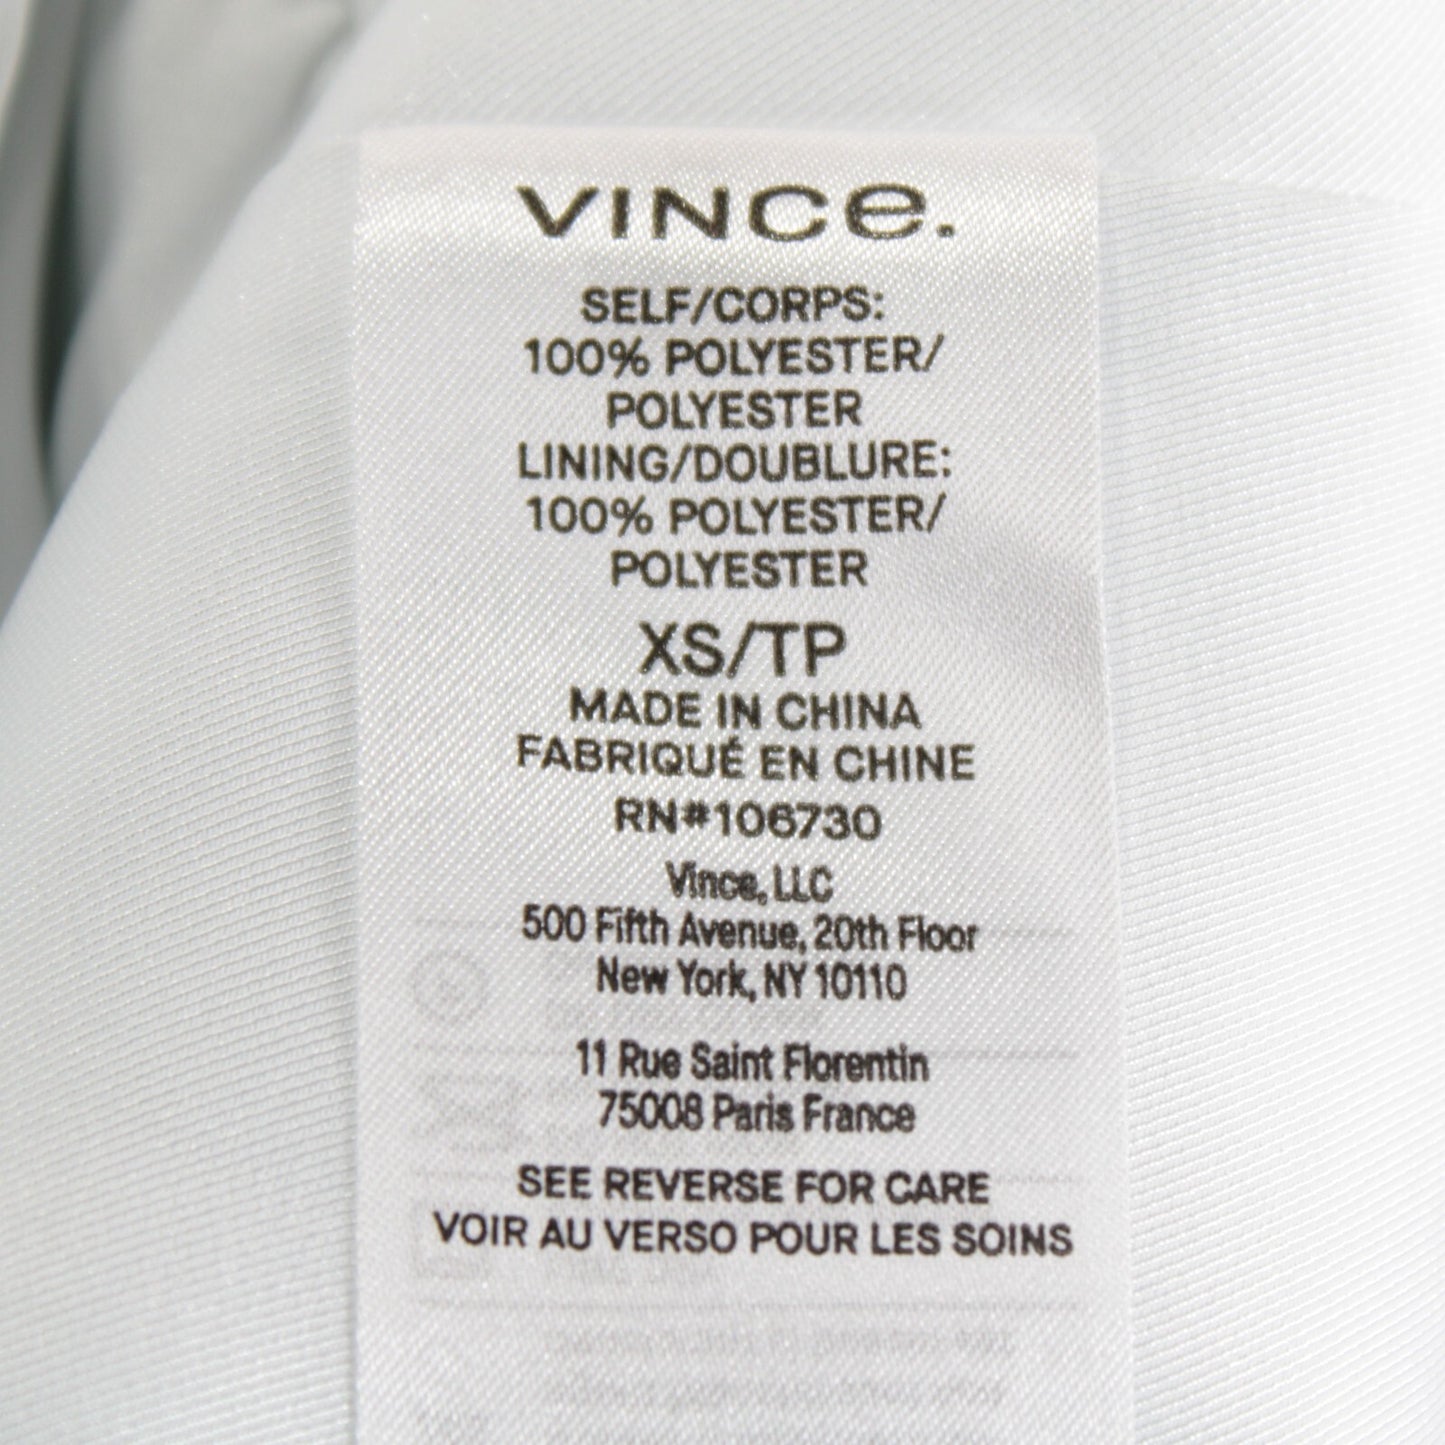 VINCe.
SELF/CORPS:
100% POLYESTER/
POLYESTER
LINING/DOUBLURE:
100% POLYESTER/
POLYESTER
XS/TP
MADE IN CHINA
FABRIQUÉ EN CHINE
RN#106730
Vince, LLC
500 Fifth Avenue, 20th Floor
New York, NY 10110
11 Rue Saint Florentin
75008 Paris France
SEE REVERSE FOR CARE
VOIR AU VERSO POUR LES SOINS